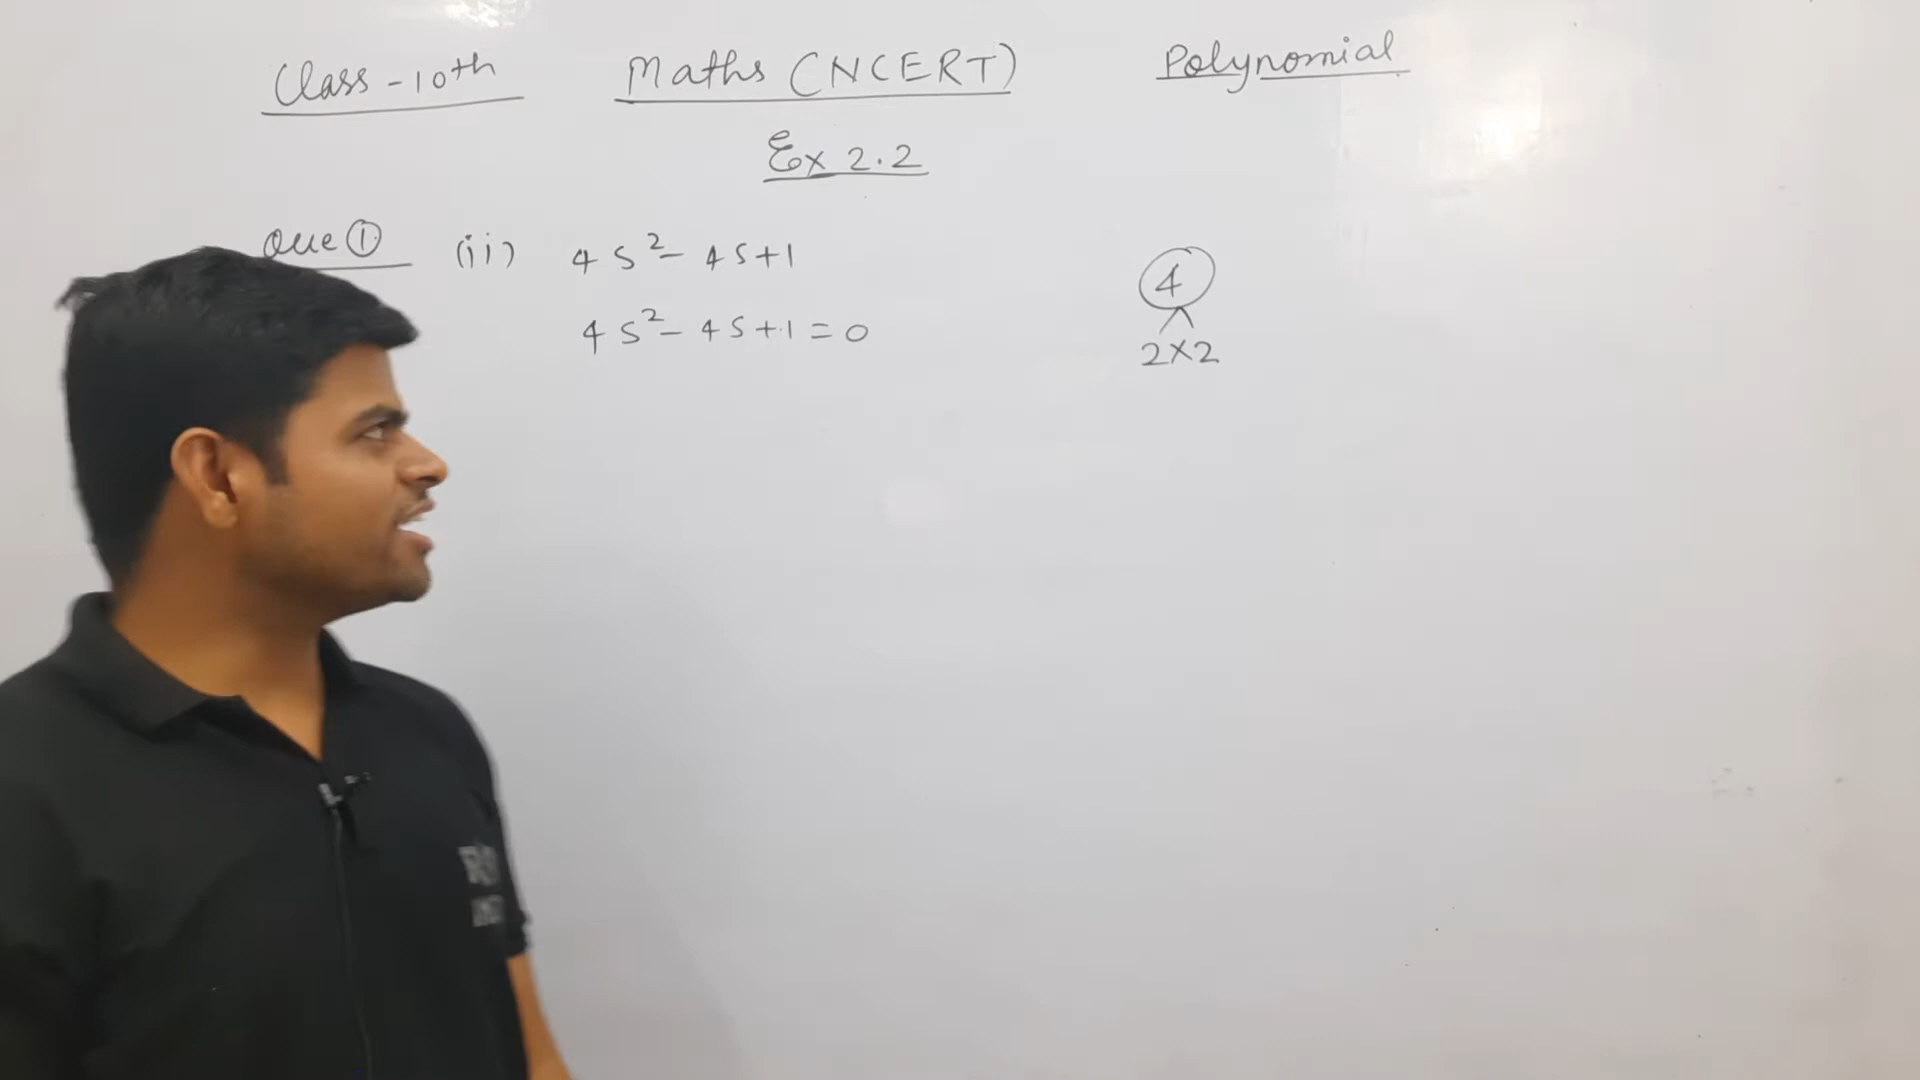 Class-10th Maths (NCERT) Polynomial
Ex 2.2
Que ① (ii) 4s²- 4s+1
4s²- 4s+1=0
4
2×2